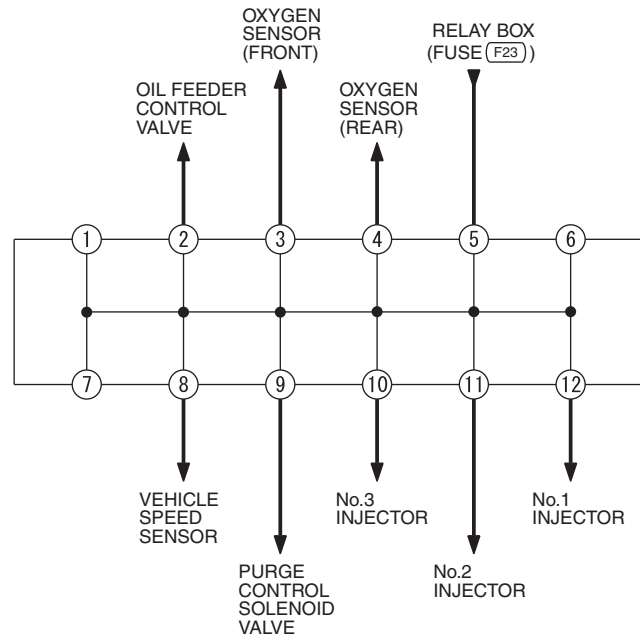 OXYGEN
SENSOR
(FRONT)
RELAY BOX
(FUSE F23 )
OIL FEEDER
CONTROL
VALVE
OXYGEN
SENSOR
(REAR)
1 2 3 4 5 6
7 8 9 10 11 12
VEHICLE
SPEED
SENSOR
No.3
INJECTOR
No.1
INJECTOR
PURGE
CONTROL
SOLENOID
VALVE
No.2
INJECTOR